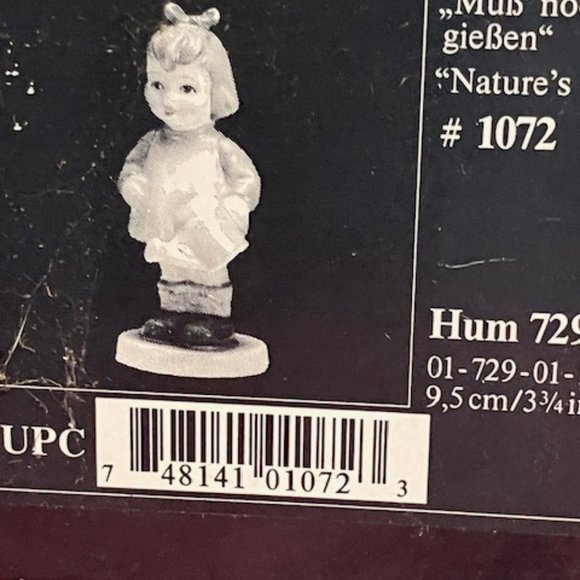 „Muß
gießen“
“Nature's
# 1072
Hum 729
01-729-01-
9,5 cm/3¾ in
UPC
7 48141 01072 3